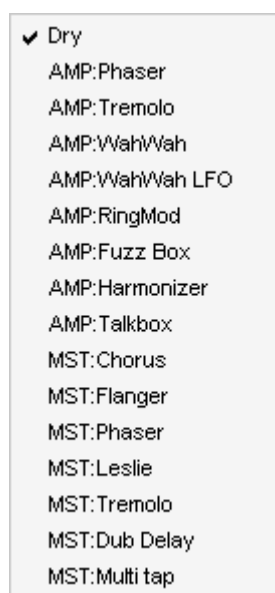 Dry
AMP:Phaser
AMP:Tremolo
AMP:WahWah
AMP:WahWah LFO
AMP:RingMod
AMP:Fuzz Box
AMP:Harmonizer
AMP:Talkbox
MST:Chorus
MST:Flanger
MST:Phaser
MST:Leslie
MST:Tremolo
MST:Dub Delay
MST:Multi tap